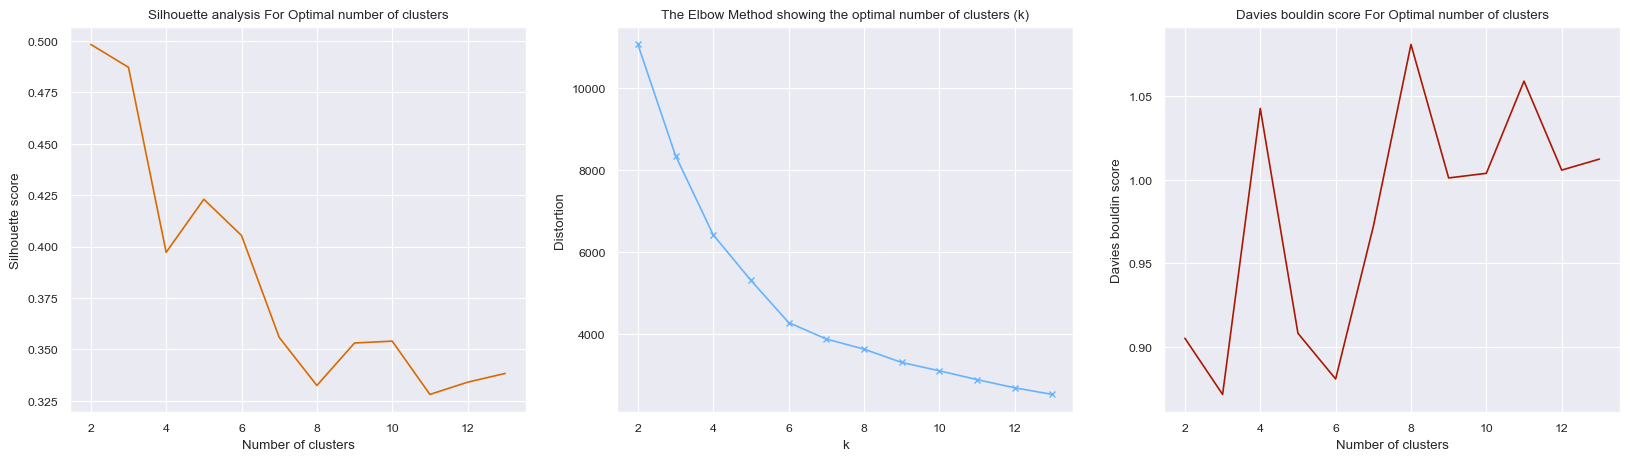 Silhouette analysis For Optimal number of clusters
0.500
0.475
0.450
0.425
0.400
0.375
0.350
0.325
Silhouette score
2 4 6 8 10 12
Number of clusters
The Elbow Method showing the optimal number of clusters (k)
10000
8000
6000
4000
Distortion
2 4 6 8 10 12
k
Davies bouldin score For Optimal number of clusters
1.05
1.00
0.95
0.90
Davies bouldin score
2 4 6 8 10 12
Number of clusters